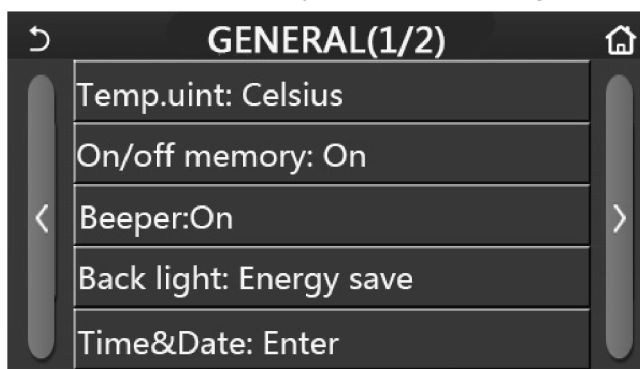 GENERAL(1/2)
Temp.uint: Celsius
On/off memory: On
Beeper:On
Back light: Energy save
Time&Date: Enter